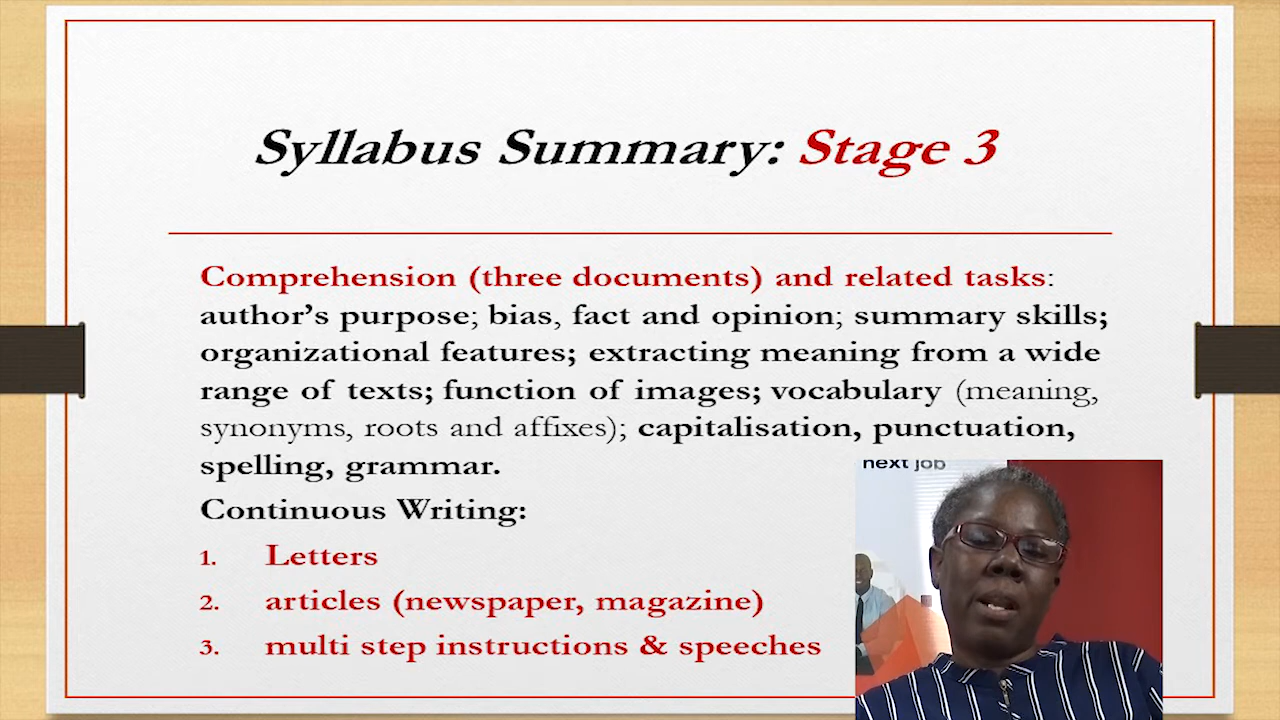 Syllabus Summary: Stage 3
Comprehension (three documents) and related tasks:
author’s purpose; bias, fact and opinion; summary skills;
organizational features; extracting meaning from a wide
range of texts; function of images; vocabulary (meaning,
synonyms, roots and affixes); capitalisation, punctuation,
spelling, grammar.
Continuous Writing:
1. Letters
2. articles (newspaper, magazine)
3. multi step instructions & speeches
next job